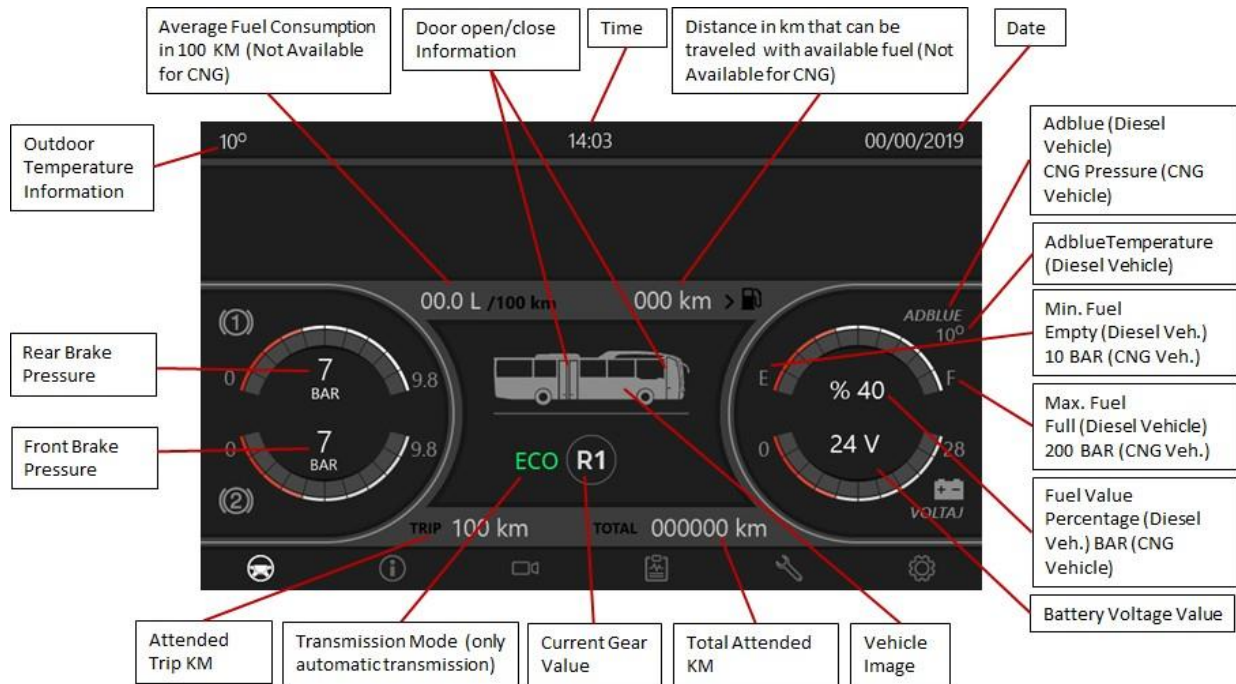 Average Fuel Consumption
in 100 KM (Not Available
for CNG)
Door open/close
Information
Time
Distance in km that can be
traveled with available fuel (Not
Available for CNG)
Date
Outdoor
Temperature
Information
10⁰
14:03
00/00/2019
Adblue (Diesel
Vehicle)
CNG Pressure (CNG
Vehicle)
AdblueTemperature
(Diesel Vehicle)
Min. Fuel
Empty (Diesel Veh.)
10 BAR (CNG Veh.)
Max. Fuel
Full (Diesel Vehicle)
200 BAR (CNG Veh.)
Fuel Value
Percentage (Diesel
Veh.) BAR (CNG
Vehicle)
Battery Voltage Value
Rear Brake
Pressure
Front Brake
Pressure
00.0 L /100 km
000 km >
(1)
0
7
BAR
9.8
0
7
BAR
9.8
(2)
ADBLUE
10⁰
E
% 40
F
0
24 V
28
VOLTAJ
ECO R1
TRIP 100 km
TOTAL 000000 km
Attended
Trip KM
Transmission Mode (only
automatic transmission)
Current Gear
Value
Total Attended
KM
Vehicle
Image